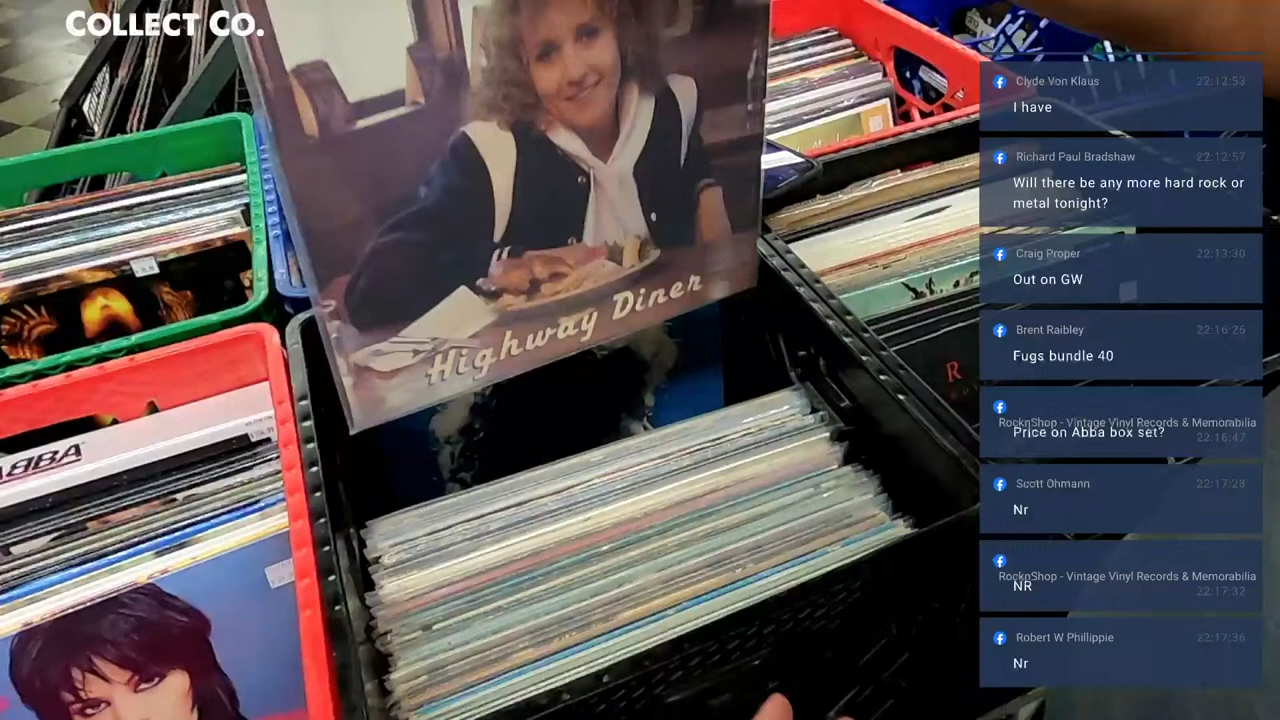 COLLECT CO.
Highway Diner
ABBA
R
Clyde Von Klaus 22:12:53
I have
Richard Paul Bradshaw 22:12:57
Will there be any more hard rock or
metal tonight?
Craig Proper 22:13:30
Out on GW
Brent Raibley 22:16:26
Fugs bundle 40
RocknShop - Vintage Vinyl Records & Memorabilia
Price on Abba box set?
22:16:47
Scott Ohmann 22:17:28
Nr
RocknShop - Vintage Vinyl Records & Memorabilia
NR
22:17:32
Robert W Phillippie 22:17:36
Nr